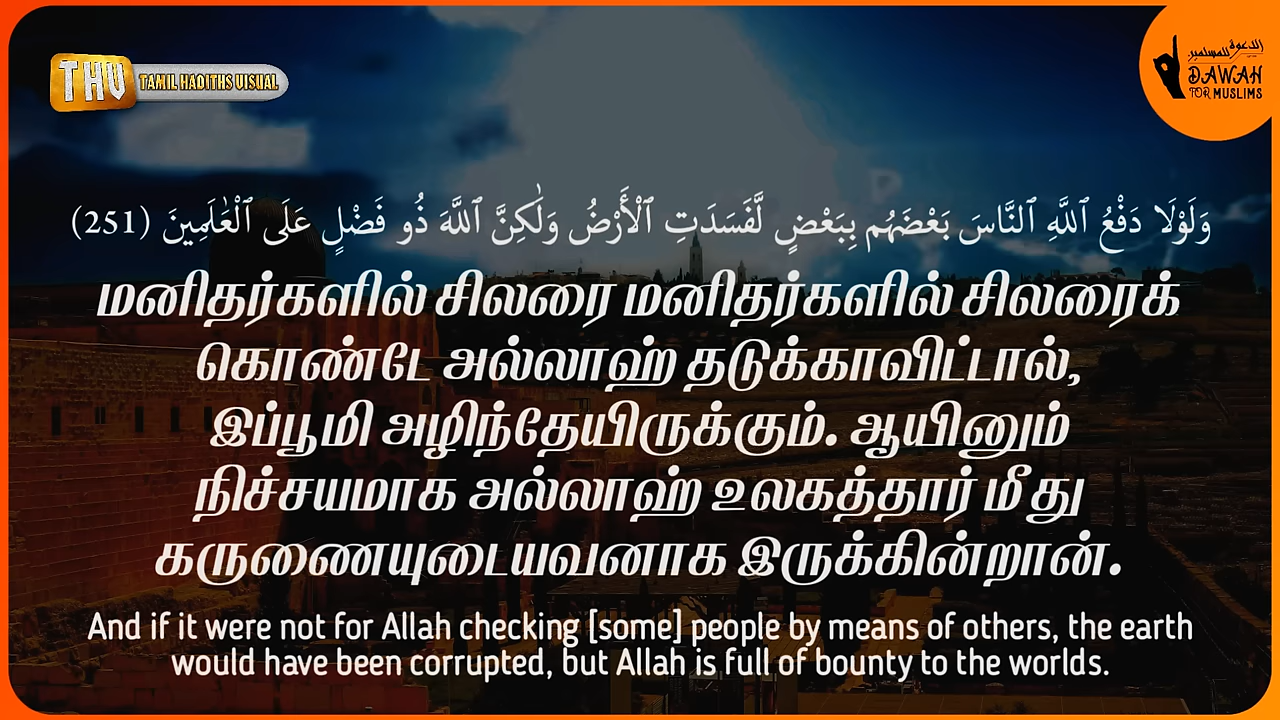 THV
TAMIL HADITHS VISUAL
الدعوة للمسلمين
DAWAH
FOR MUSLIMS
وَلَوْلَا دَفْعُ ٱللَّهِ ٱلنَّاسَ بَعْضَهُم بِبَعْضٍ لَّفَسَدَتِ ٱلْأَرْضُ وَلَٰكِنَّ ٱللَّهَ ذُو فَضْلٍ عَلَى ٱلْعَٰلَمِينَ (251)
மனிதர்களில் சிலரை மனிதர்களில் சிலரைக்
கொண்டே அல்லாஹ் தடுக்காவிட்டால்,
இப்பூமி அழிந்தேயிருக்கும். ஆயினும்
நிச்சயமாக அல்லாஹ் உலகத்தார் மீது
கருணையுடையவனாக இருக்கின்றான்.
And if it were not for Allah checking [some] people by means of others, the earth
would have been corrupted, but Allah is full of bounty to the worlds.